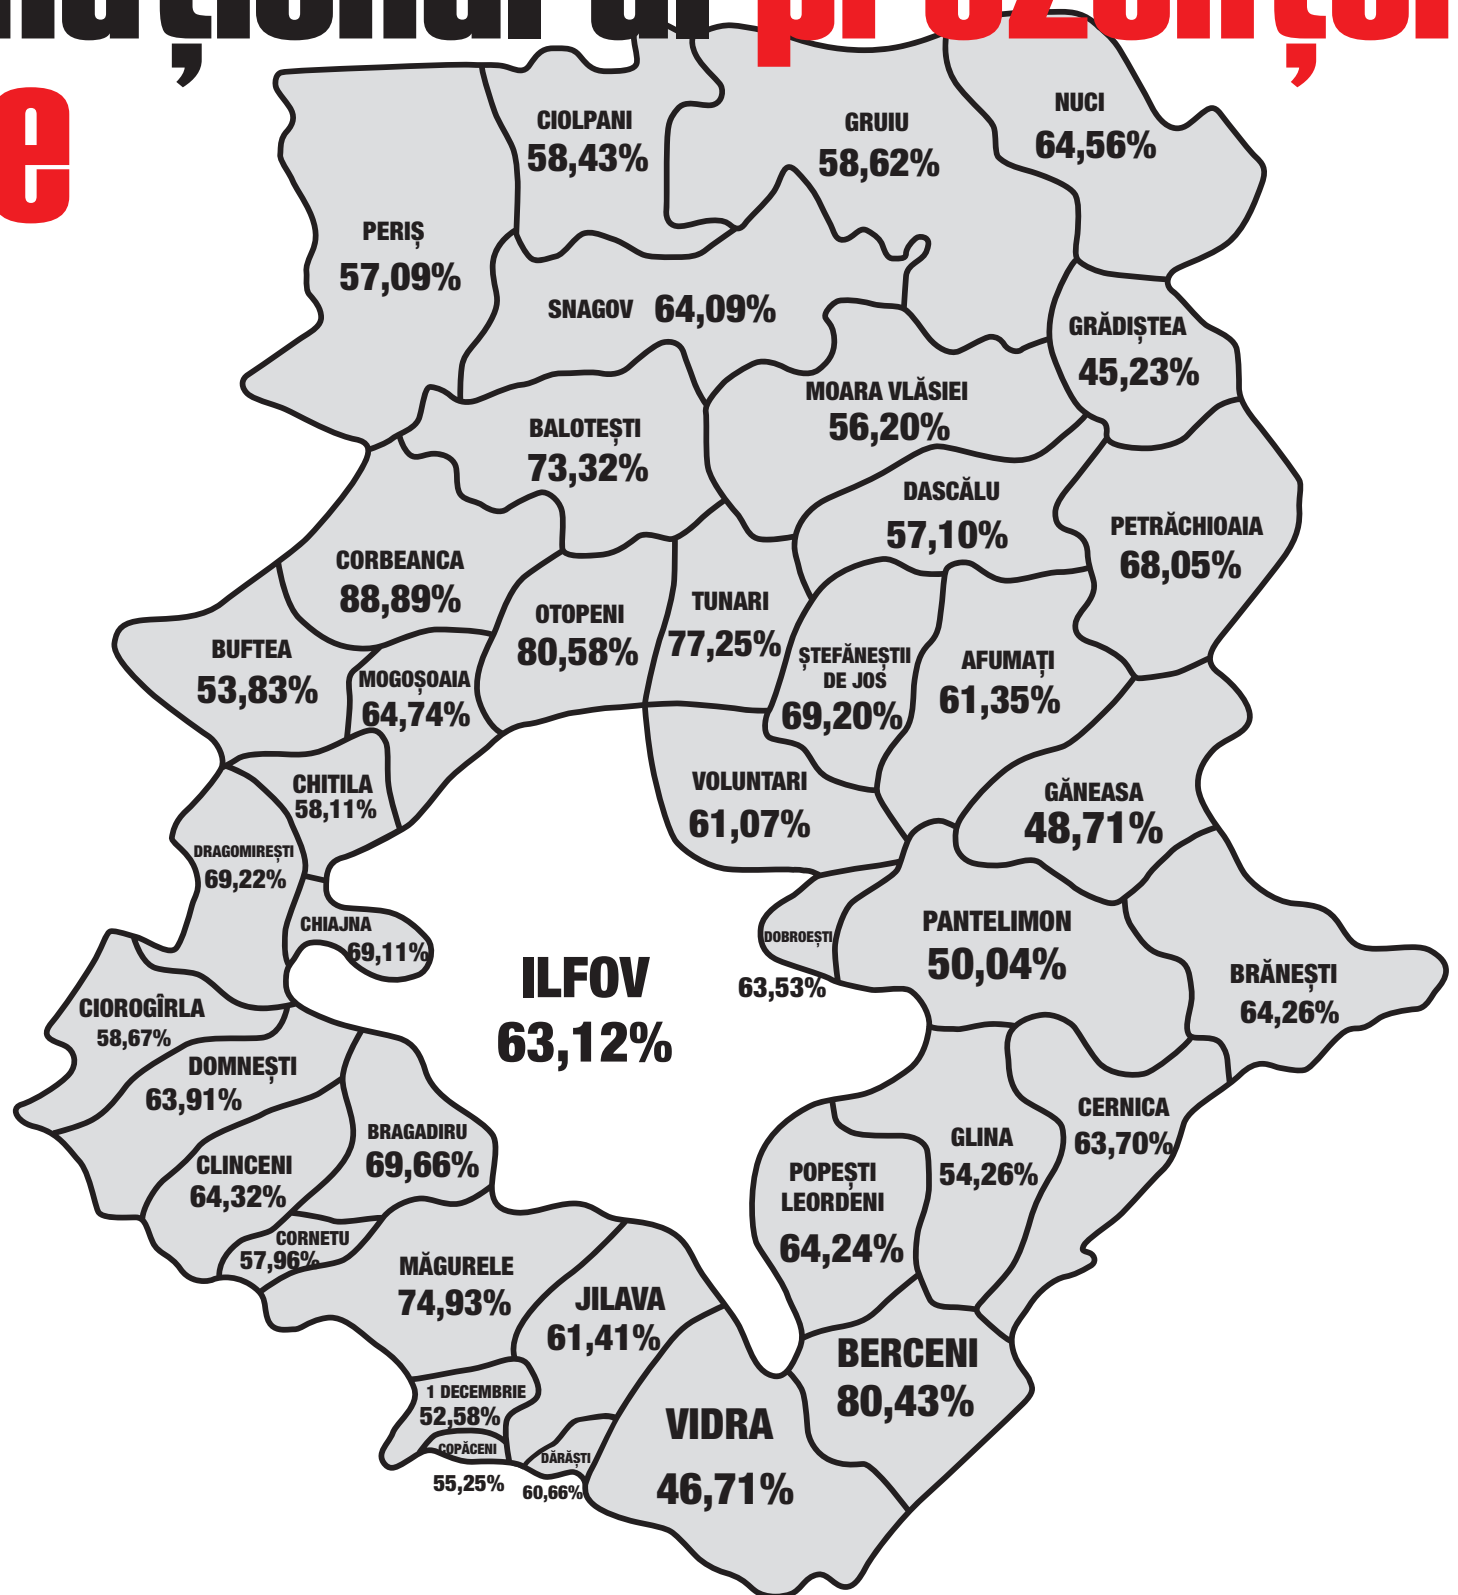 național al prezenței
e
NUCI
64,56%
CIOLPANI
58,43%
GRUIU
58,62%
PERIȘ
57,09%
SNAGOV 64,09%
GRĂDIȘTEA
45,23%
MOARA VLĂSIEI
56,20%
BALOTEȘTI
73,32%
DASCĂLU
57,10%
PETRĂCHIOAIA
68,05%
CORBEANCA
88,89%
OTOPENI
80,58%
TUNARI
77,25%
BUFTEA
53,83%
MOGOȘOAIA
64,74%
ȘTEFĂNEȘTII
DE JOS
69,20%
AFUMAȚI
61,35%
CHITILA
58,11%
VOLUNTARI
61,07%
GĂNEASA
48,71%
DRAGOMIREȘTI
69,22%
CHIAJNA
69,11%
DOBROEȘTI
63,53%
PANTELIMON
50,04%
BRĂNEȘTI
64,26%
ILFOV
63,12%
CIOROGÎRLA
58,67%
DOMNEȘTI
63,91%
CERNICA
63,70%
BRAGADIRU
69,66%
GLINA
54,26%
CLINCENI
64,32%
POPEȘTI
LEORDENI
64,24%
CORNETU
57,96%
MĂGURELE
74,93%
JILAVA
61,41%
BERCENI
80,43%
1 DECEMBRIE
52,58%
VIDRA
46,71%
COPĂCENI
55,25%
DĂRĂȘTI
60,66%